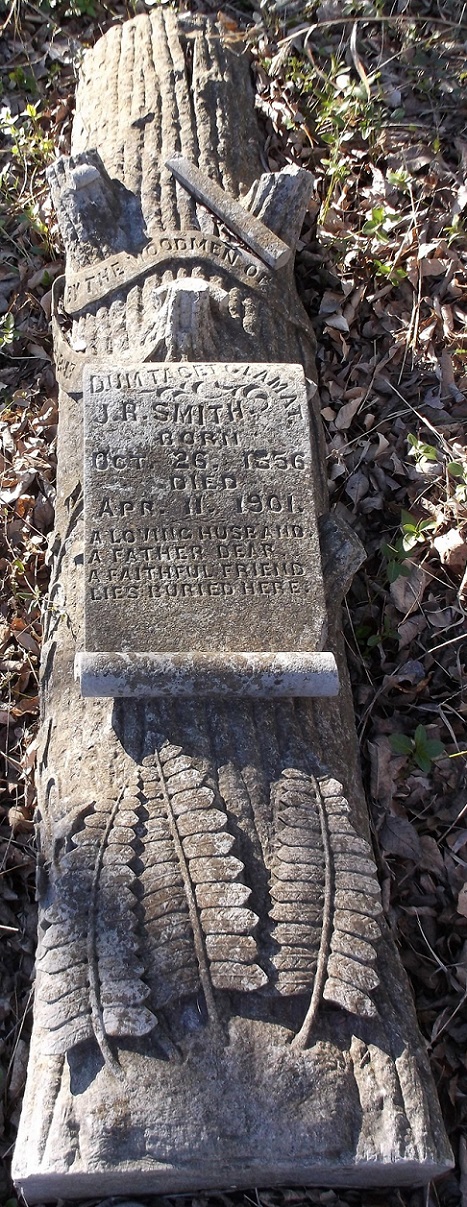 BY THE WOODMEN OF
DUM TACET CLAMAT
J. R. SMITH.
BORN
OCT. 26, 1856
DIED
APR. 11, 1901.
A LOVING HUSBAND
A FATHER DEAR
A FAITHFUL FRIEND
LIES BURIED HERE.